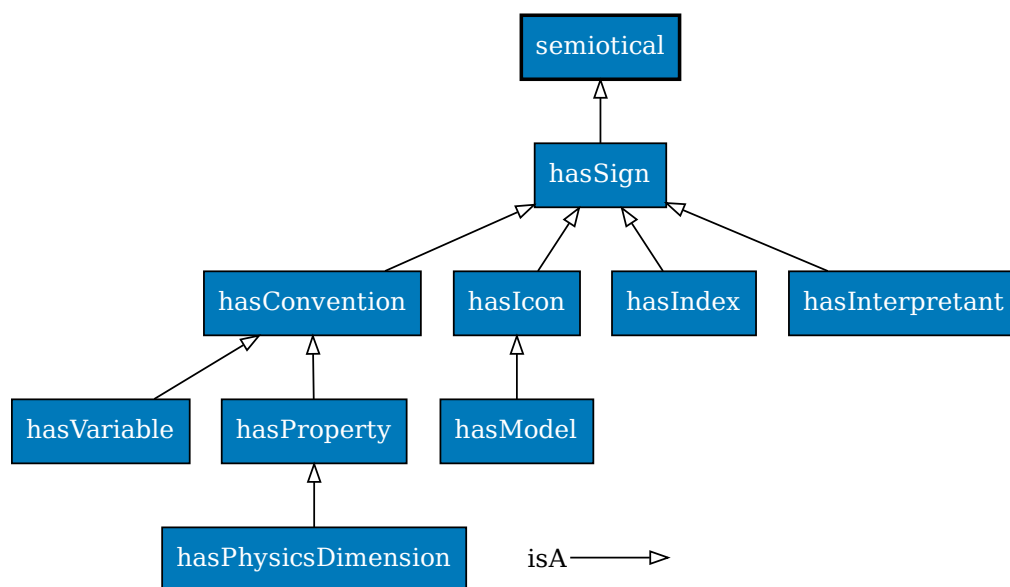 semiotical
hasSign
hasConvention
hasIcon
hasIndex
hasInterpretant
hasVariable
hasProperty
hasModel
hasPhysicsDimension
isA